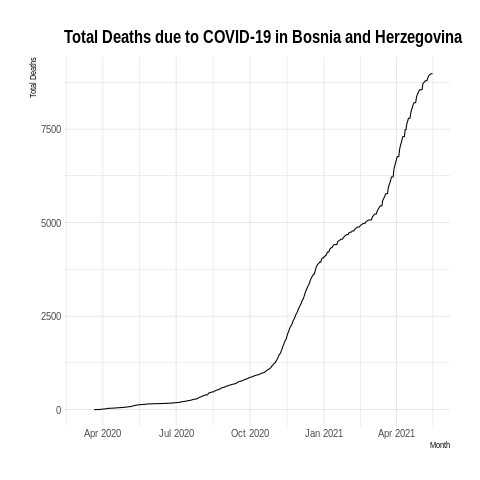 Total Deaths due to COVID-19 in Bosnia and Herzegovina
Total Deaths
7500
5000
2500
0
Apr 2020 Jul 2020 Oct 2020 Jan 2021 Apr 2021
Month